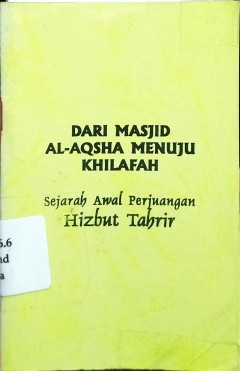 DARI MASJID
AL-AQSHA MENUJU
KHILAFAH
Sejarah Awal Perjuangan
Hizbut Tahrir